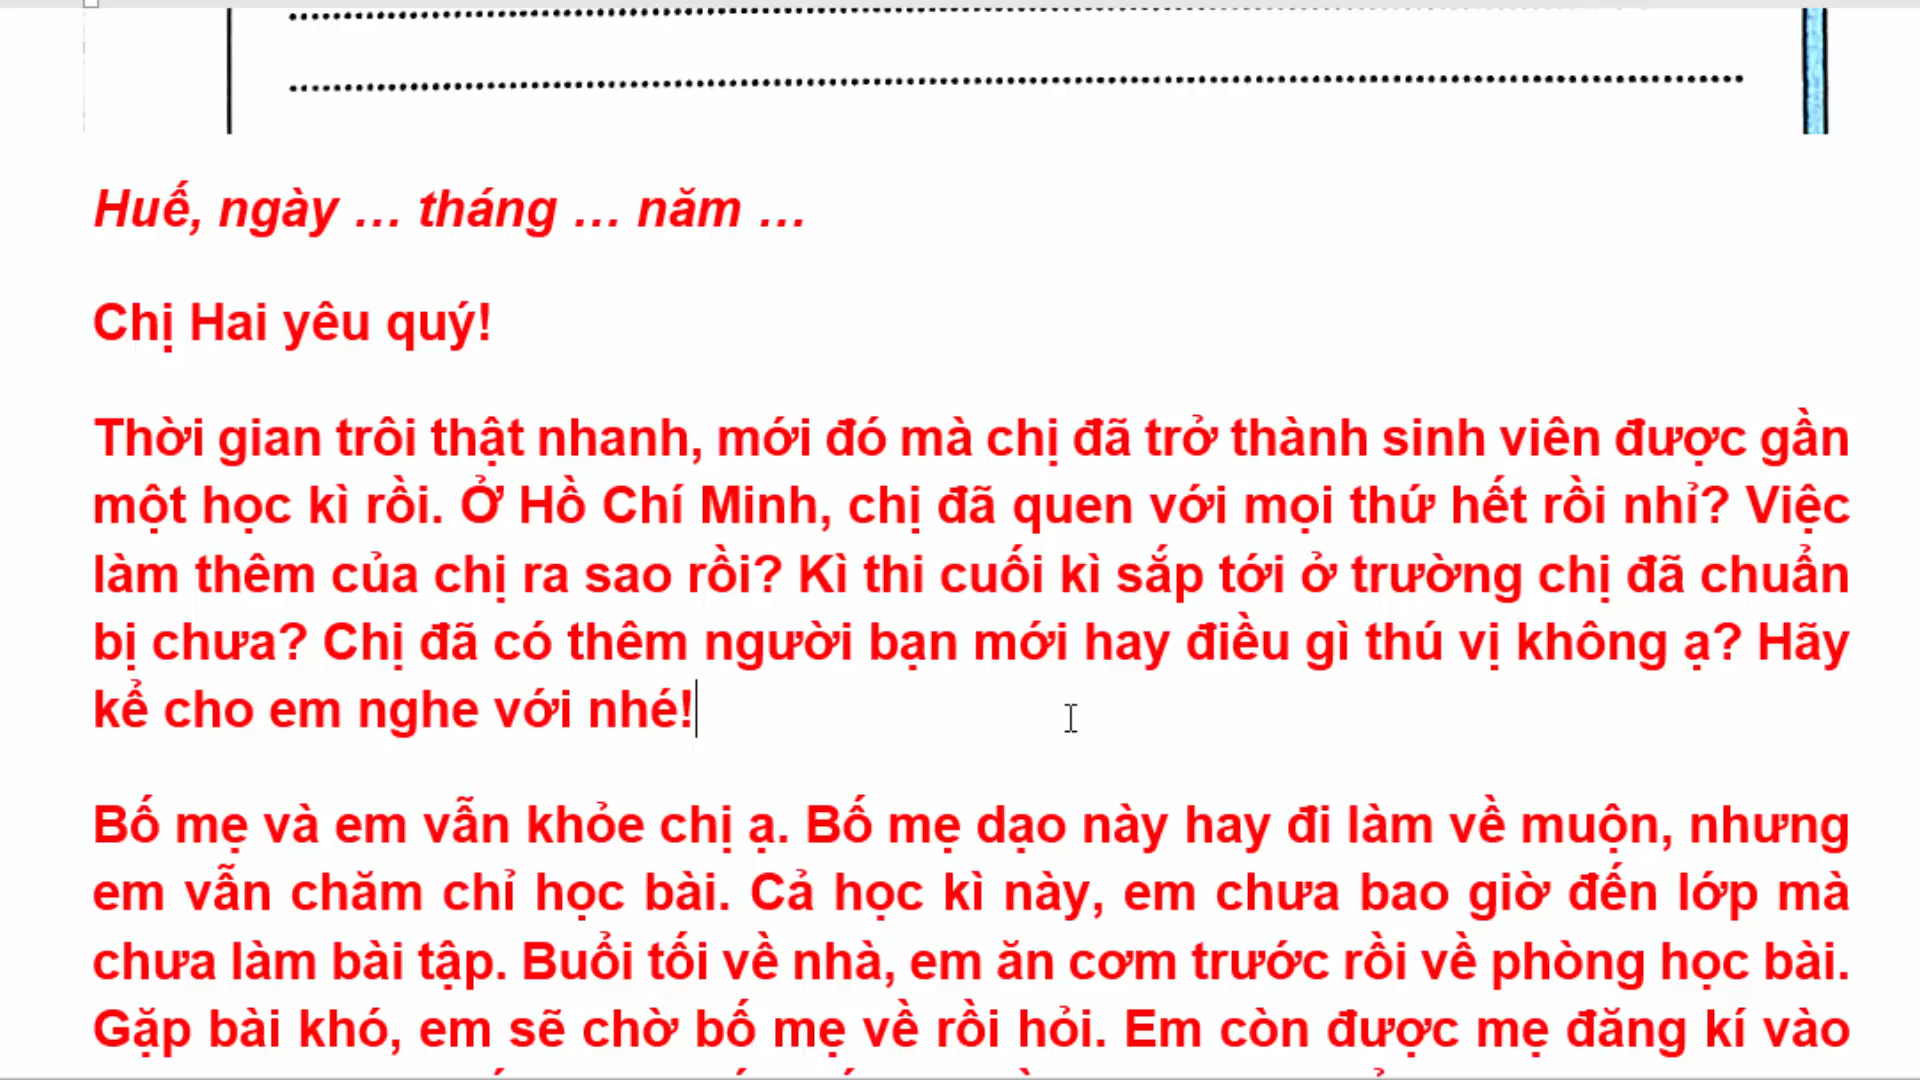 Huế, ngày ... tháng ... năm ...
Chị Hai yêu quý!
Thời gian trôi thật nhanh, mới đó mà chị đã trở thành sinh viên được gần
một học kì rồi. Ở Hồ Chí Minh, chị đã quen với mọi thứ hết rồi nhỉ? Việc
làm thêm của chị ra sao rồi? Kì thi cuối kì sắp tới ở trường chị đã chuẩn
bị chưa? Chị đã có thêm người bạn mới hay điều gì thú vị không ạ? Hãy
kể cho em nghe với nhé!
Bố mẹ và em vẫn khỏe chị ạ. Bố mẹ dạo này hay đi làm về muộn, nhưng
em vẫn chăm chỉ học bài. Cả học kì này, em chưa bao giờ đến lớp mà
chưa làm bài tập. Buổi tối về nhà, em ăn cơm trước rồi về phòng học bài.
Gặp bài khó, em sẽ chờ bố mẹ về rồi hỏi. Em còn được mẹ đăng kí vào